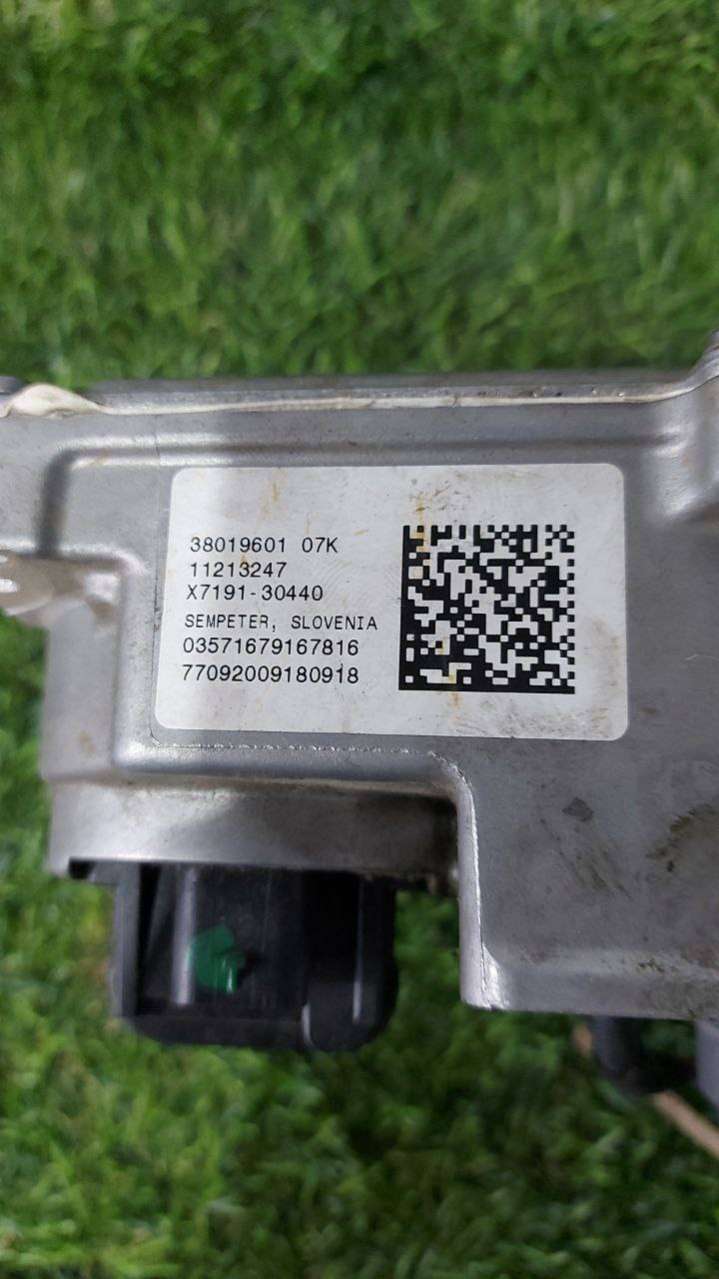 38019601 07K
11213247
X7191-30440
SEMPETER, SLOVENIA
03571679167816
77092009180918